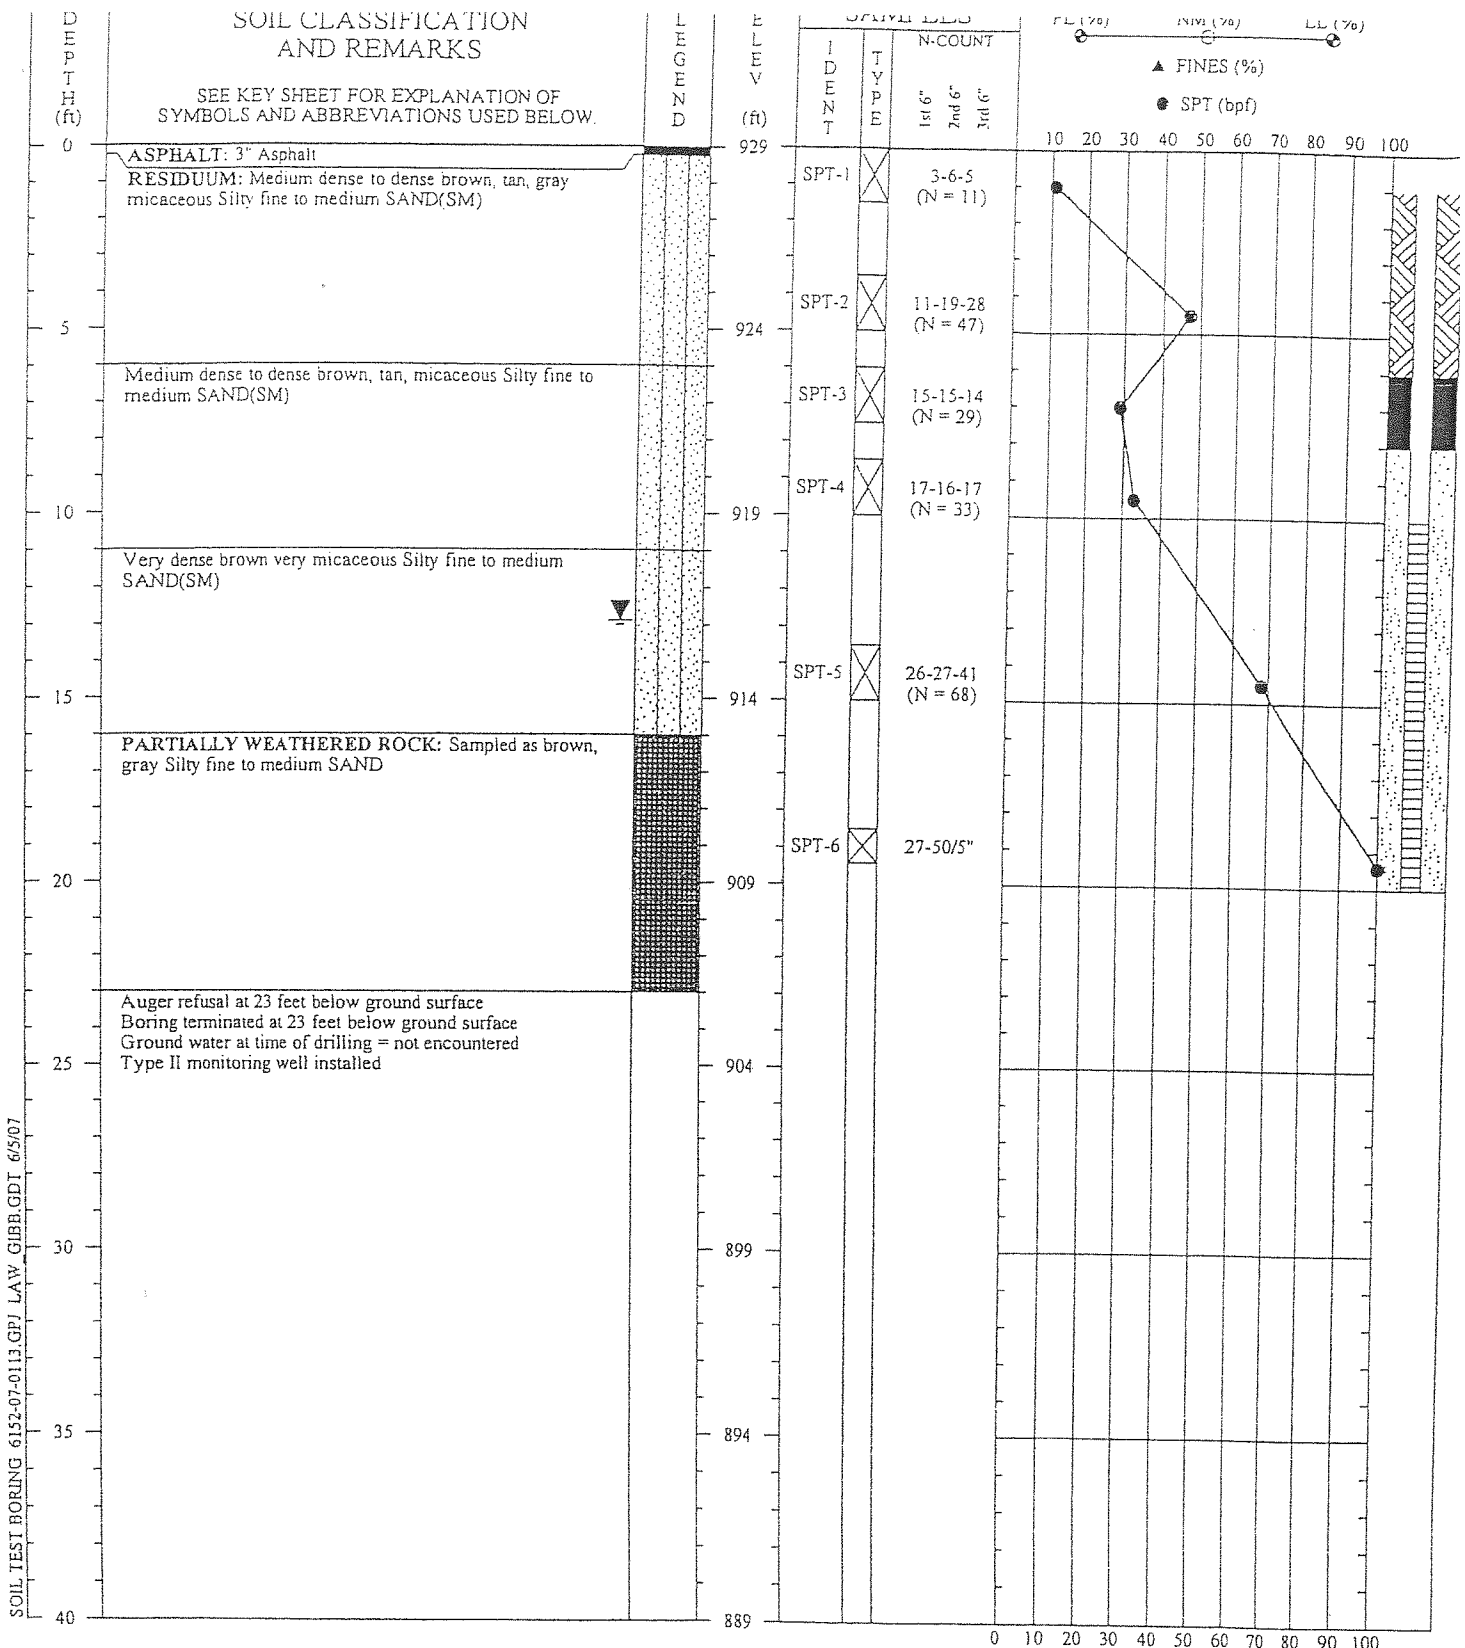 DEPTH (ft)
SOIL CLASSIFICATION
AND REMARKS
SEE KEY SHEET FOR EXPLANATION OF
SYMBOLS AND ABBREVIATIONS USED BELOW.
LEGEND
ELEV (ft)
SAMPLES
IDENT
TYPE
N-COUNT
1st 6"
2nd 6"
3rd 6"
PL (%) NM (%) LL (%)
▲ FINES (%)
● SPT (bpf)
10 20 30 40 50 60 70 80 90 100
0
ASPHALT: 3" Asphalt
929
RESIDUUM: Medium dense to dense brown, tan, gray
micaceous Silty fine to medium SAND(SM)
SPT-1
3-6-5
(N = 11)
SPT-2
11-19-28
(N = 47)
5
924
Medium dense to dense brown, tan, micaceous Silty fine to
medium SAND(SM)
SPT-3
15-15-14
(N = 29)
SPT-4
17-16-17
(N = 33)
10
919
Very dense brown very micaceous Silty fine to medium
SAND(SM)
SPT-5
26-27-41
(N = 68)
15
914
PARTIALLY WEATHERED ROCK: Sampled as brown,
gray Silty fine to medium SAND
SPT-6
27-50/5"
20
909
Auger refusal at 23 feet below ground surface
Boring terminated at 23 feet below ground surface
Ground water at time of drilling = not encountered
Type II monitoring well installed
25
904
30
899
35
894
40
889
0 10 20 30 40 50 60 70 80 90 100
SOIL TEST BORING 6152-07-0113.GPJ LAW_GIBB.GDT 6/5/07